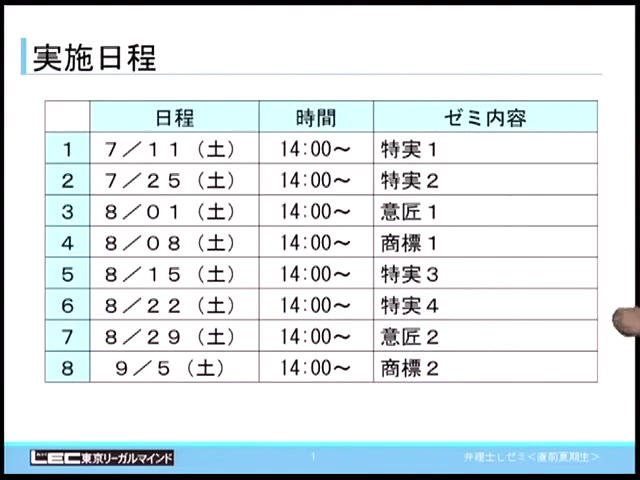 実施日程
日程 時間 ゼミ内容
1 7／11（土） 14:00～ 特実1
2 7／25（土） 14:00～ 特実2
3 8／01（土） 14:00～ 意匠1
4 8／08（土） 14:00～ 商標1
5 8／15（土） 14:00～ 特実3
6 8／22（土） 14:00～ 特実4
7 8／29（土） 14:00～ 意匠2
8 9／5（土） 14:00～ 商標2
LEC東京リーガルマインド 1 弁理士Lゼミ＜直前夏期生＞